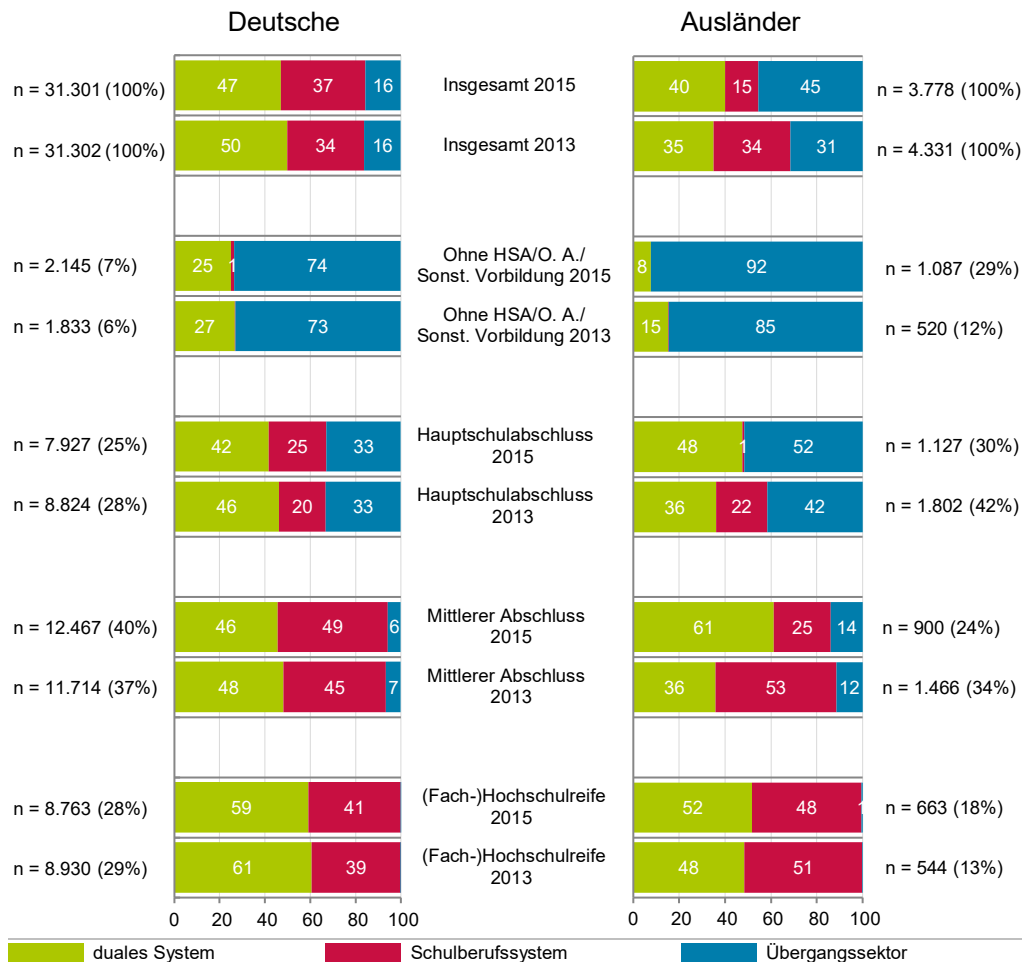 Deutsche Ausländer
n = 31.301 (100%) 47 37 16 Insgesamt 2015 40 15 45 n = 3.778 (100%)
n = 31.302 (100%) 50 34 16 Insgesamt 2013 35 34 31 n = 4.331 (100%)
n = 2.145 (7%) 25 1 74 Ohne HSA/O. A./
Sonst. Vorbildung 2015 8 92 n = 1.087 (29%)
n = 1.833 (6%) 27 73 Ohne HSA/O. A./
Sonst. Vorbildung 2013 15 85 n = 520 (12%)
n = 7.927 (25%) 42 25 33 Hauptschulabschluss
2015 48 1 52 n = 1.127 (30%)
n = 8.824 (28%) 46 20 33 Hauptschulabschluss
2013 36 22 42 n = 1.802 (42%)
n = 12.467 (40%) 46 49 6 Mittlerer Abschluss
2015 61 25 14 n = 900 (24%)
n = 11.714 (37%) 48 45 7 Mittlerer Abschluss
2013 36 53 12 n = 1.466 (34%)
n = 8.763 (28%) 59 41 (Fach-)Hochschulreife
2015 52 48 1 n = 663 (18%)
n = 8.930 (29%) 61 39 (Fach-)Hochschulreife
2013 48 51 n = 544 (13%)
0 20 40 60 80 100 0 20 40 60 80 100
duales System Schulberufssystem Übergangssektor